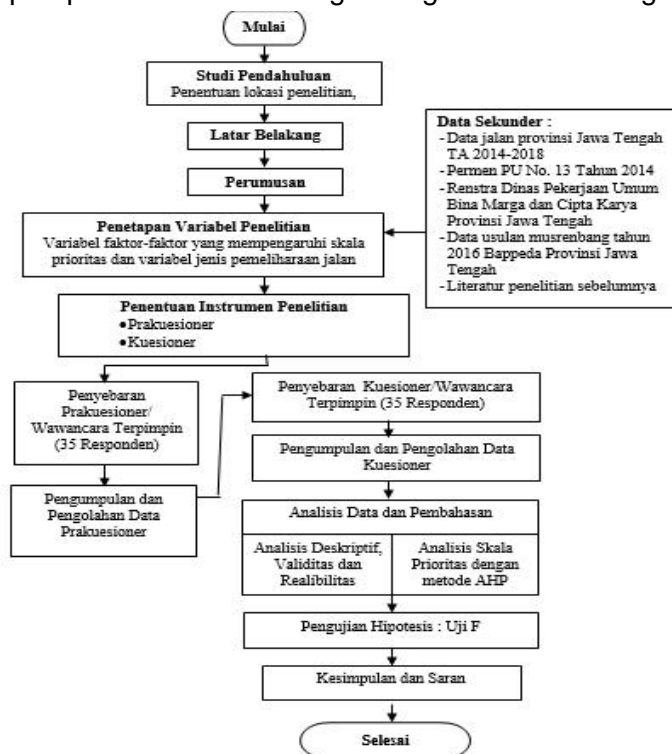 Mulai
Studi Pendahuluan
Penentuan lokasi penelitian,
Latar Belakang
Perumusan
Penetapan Variabel Penelitian
Variabel faktor-faktor yang mempengaruhi skala
prioritas dan variabel jenis pemeliharaan jalan
Data Sekunder :
-Data jalan provinsi Jawa Tengah
TA 2014-2018
-Permen PU No. 13 Tahun 2014
-Renstra Dinas Pekerjaan Umum
Bina Marga dan Cipta Karya
Provinsi Jawa Tengah
-Data usulan musrenbang tahun
2016 Bappeda Provinsi Jawa
Tengah
-Literatur penelitian sebelumnya
Penentuan Instrumen Penelitian
•Prakuesioner
•Kuesioner
Penyebaran
Prakuesioner/
Wawancara Terpimpin
(35 Responden)
Pengumpulan dan
Pengolahan Data
Prakuesioner
Penyebaran Kuesioner/Wawancara
Terpimpin (35 Responden)
Pengumpulan dan Pengolahan Data
Kuesioner
Analisis Data dan Pembahasan
Analisis Deskriptif,
Validitas dan
Realibilitas
Analisis Skala
Prioritas dengan
metode AHP
Pengujian Hipotesis : Uji F
Kesimpulan dan Saran
Selesai